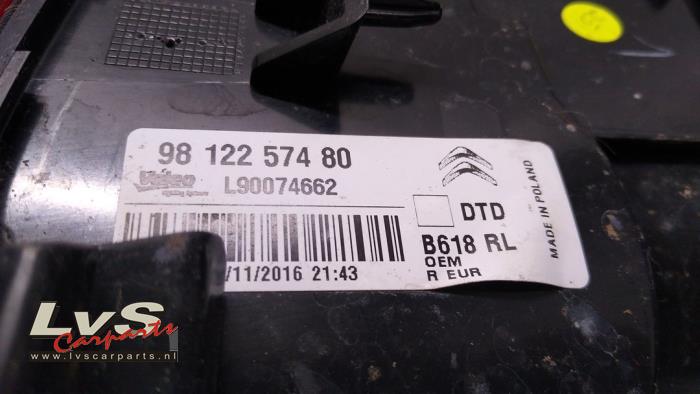 98 122 574 80
Valeo
L90074662
DTD
B618 RL
OEM
R EUR
/11/2016 21:43
MADE IN POLAND
LvS
Carparts
www.lvscarparts.nl